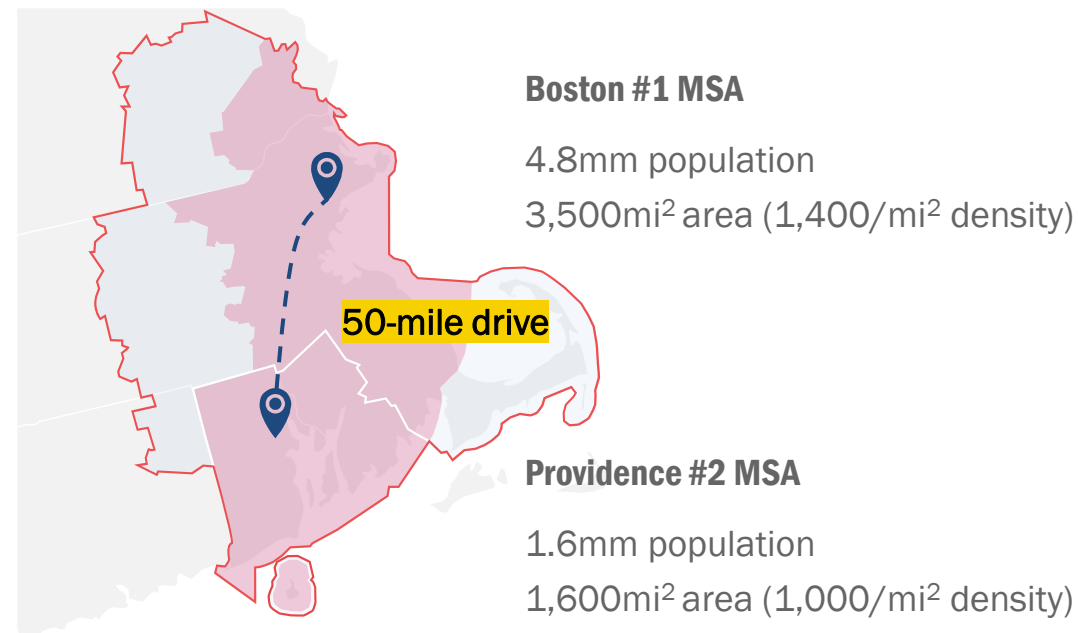 Boston #1 MSA
4.8mm population
3,500mi² area (1,400/mi² density)
50-mile drive
Providence #2 MSA
1.6mm population
1,600mi² area (1,000/mi² density)